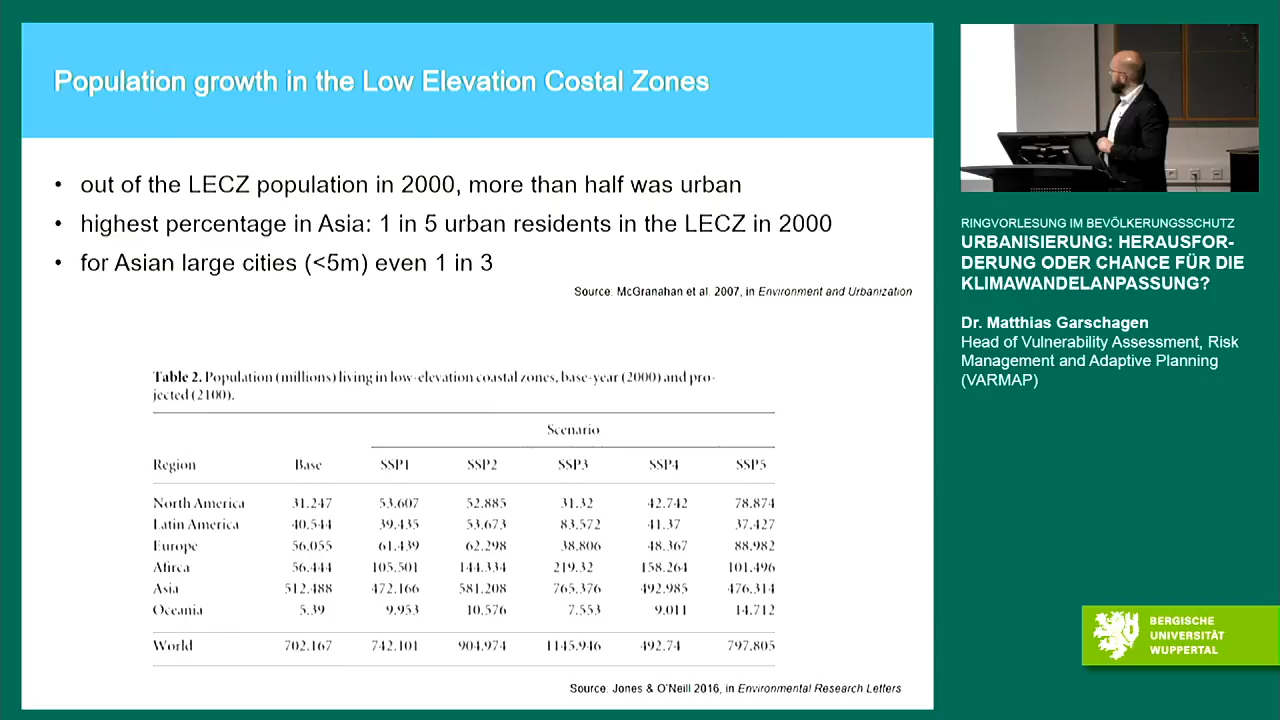 Population growth in the Low Elevation Costal Zones
• out of the LECZ population in 2000, more than half was urban
• highest percentage in Asia: 1 in 5 urban residents in the LECZ in 2000
• for Asian large cities (<5m) even 1 in 3
Source: McGranahan et al. 2007, in Environment and Urbanization
Table 2. Population (millions) living in low-elevation coastal zones, base-year (2000) and pro-
jected (2100).
Scenario
Region Base SSP1 SSP2 SSP3 SSP4 SSP5
North America 31.247 53.607 52.885 31.32 42.742 78.874
Latin America 40.544 39.435 53.673 83.572 41.37 37.427
Europe 56.055 61.439 62.298 38.806 48.367 88.982
Afirca 56.444 105.501 144.334 219.32 158.264 101.496
Asia 512.488 472.166 581.208 765.376 492.985 476.314
Oceania 5.39 9.953 10.576 7.553 9.011 14.712
World 702.167 742.101 904.974 1145.946 492.74 797.805
Source: Jones & O'Neill 2016, in Environmental Research Letters
RINGVORLESUNG IM BEVÖLKERUNGSSCHUTZ
URBANISIERUNG: HERAUSFOR-
DERUNG ODER CHANCE FÜR DIE
KLIMAWANDELANPASSUNG?
Dr. Matthias Garschagen
Head of Vulnerability Assessment, Risk
Management and Adaptive Planning
(VARMAP)
BERGISCHE
UNIVERSITÄT
WUPPERTAL